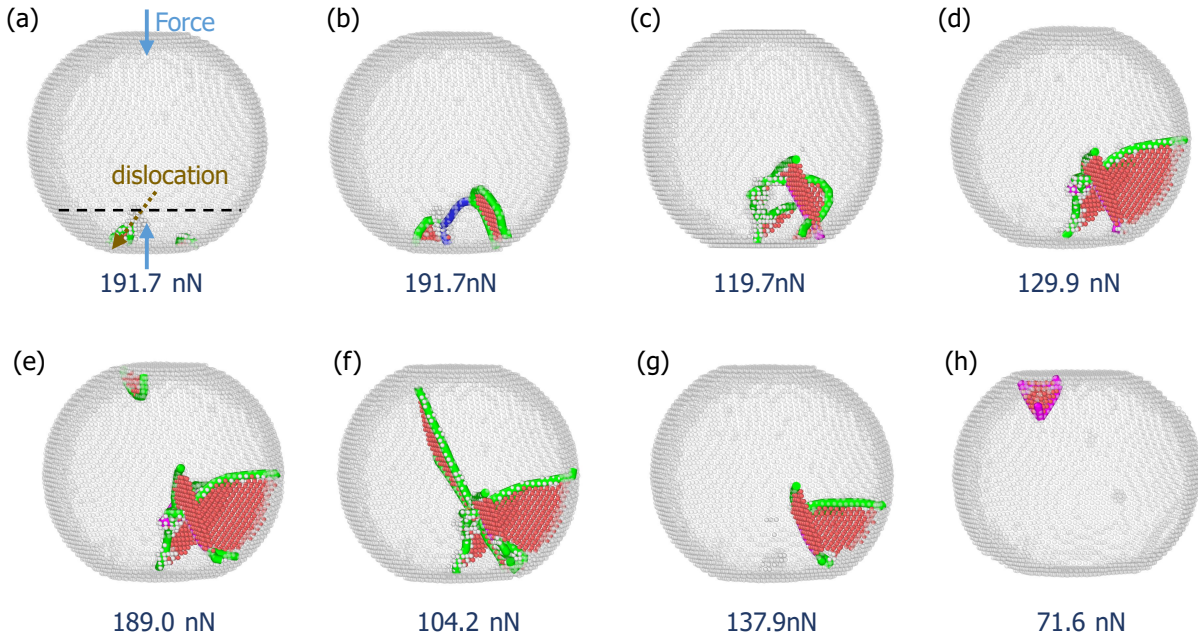 (a)
Force
dislocation
191.7 nN
(b)
191.7nN
(c)
119.7nN
(d)
129.9 nN
(e)
189.0 nN
(f)
104.2 nN
(g)
137.9nN
(h)
71.6 nN